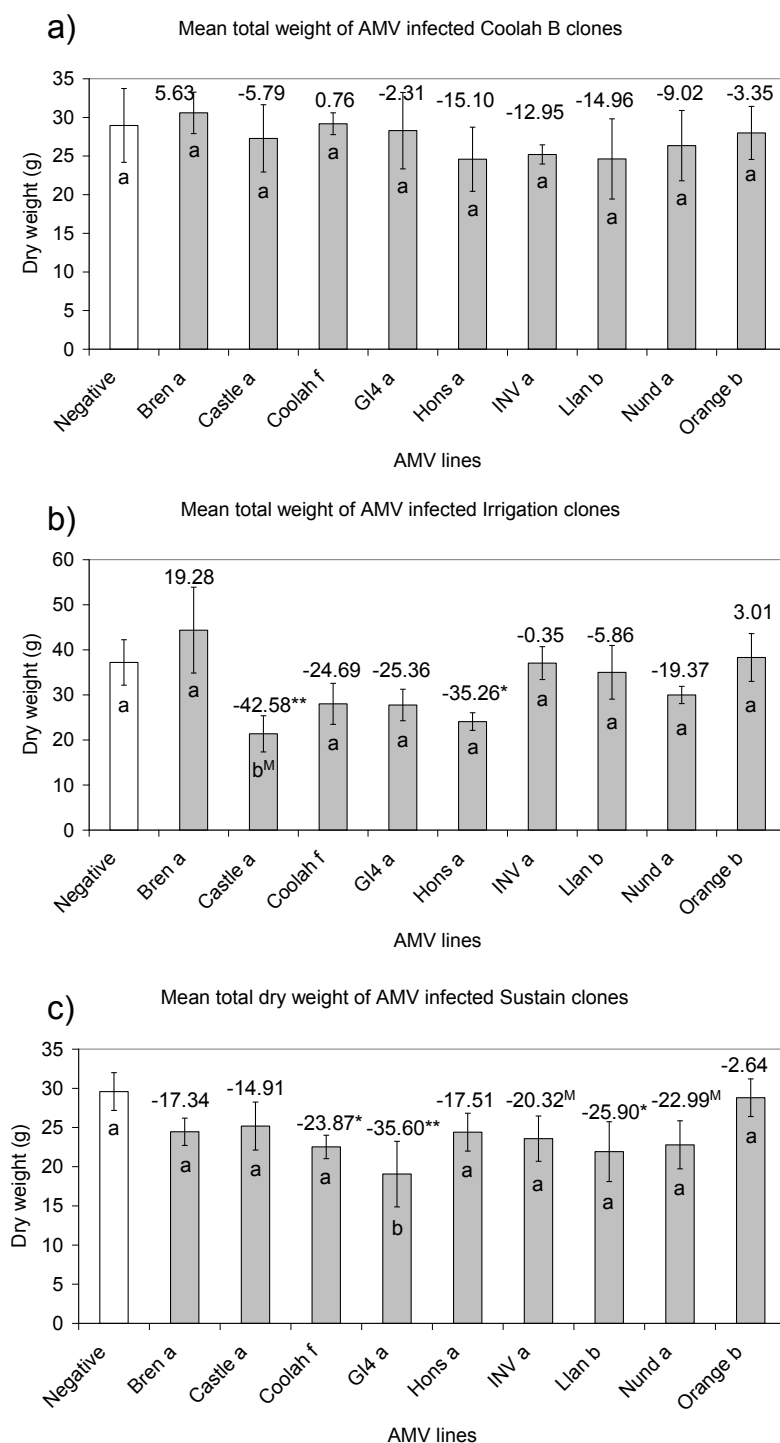 a)
Mean total weight of AMV infected Coolah B clones
35
30
25
20
15
10
5
0
Dry weight (g)
5.63 -5.79 0.76 -2.31 -15.10 -12.95 -14.96 -9.02 -3.35
a a a a a a a a a a
Negative Bren a Castle a Coolah f GI4 a Hons a INV a Llan b Nund a Orange b
AMV lines
b)
Mean total weight of AMV infected Irrigation clones
60
50
40
30
20
10
0
Dry weight (g)
19.28 -42.58** -24.69 -25.36 -35.26* -0.35 -5.86 -19.37 3.01
a a bᴹ a a a a a a a
Negative Bren a Castle a Coolah f GI4 a Hons a INV a Llan b Nund a Orange b
AMV lines
c)
Mean total dry weight of AMV infected Sustain clones
35
30
25
20
15
10
5
0
Dry weight (g)
-17.34 -14.91 -23.87* -35.60** -17.51 -20.32ᴹ -25.90* -22.99ᴹ -2.64
a a a a b a a a a a
Negative Bren a Castle a Coolah f GI4 a Hons a INV a Llan b Nund a Orange b
AMV lines